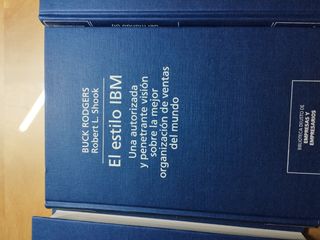 BUCK RODGERS
Robert L. Shook
El estilo IBM
Una autorizada
y penetrante visión
sobre la mejor
organización de ventas
del mundo
BIBLIOTECA DEUSTO DE
EMPRESAS Y
EMPRESARIOS